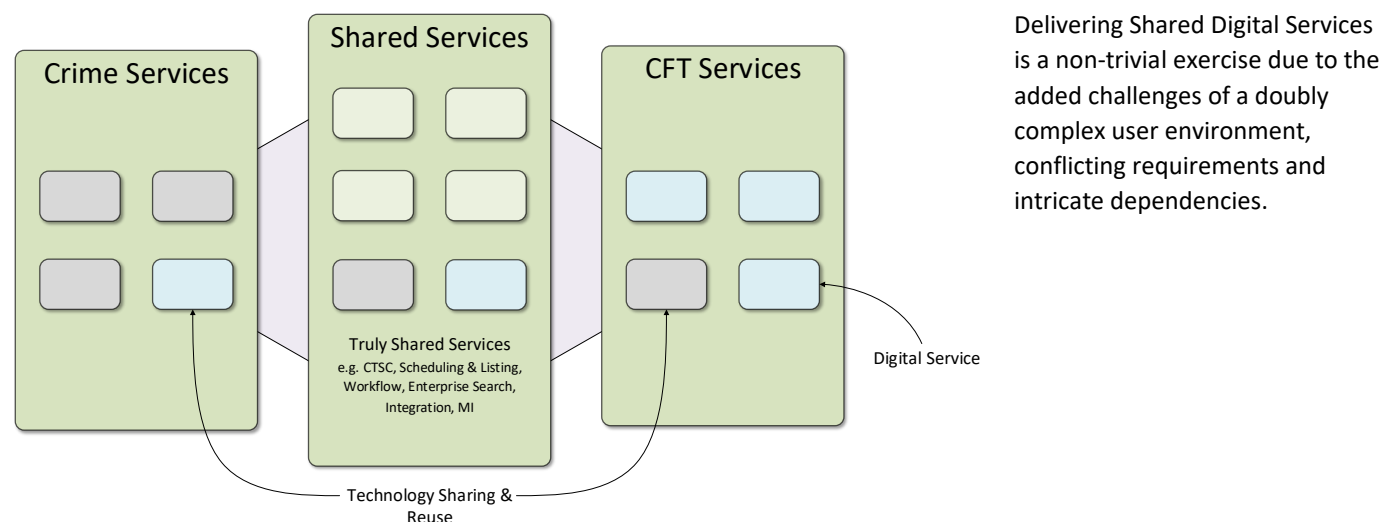 Crime Services
Shared Services
CFT Services
Truly Shared Services
e.g. CTSC, Scheduling & Listing,
Workflow, Enterprise Search,
Integration, MI
Digital Service
Technology Sharing &
Reuse
Delivering Shared Digital Services
is a non-trivial exercise due to the
added challenges of a doubly
complex user environment,
conflicting requirements and
intricate dependencies.